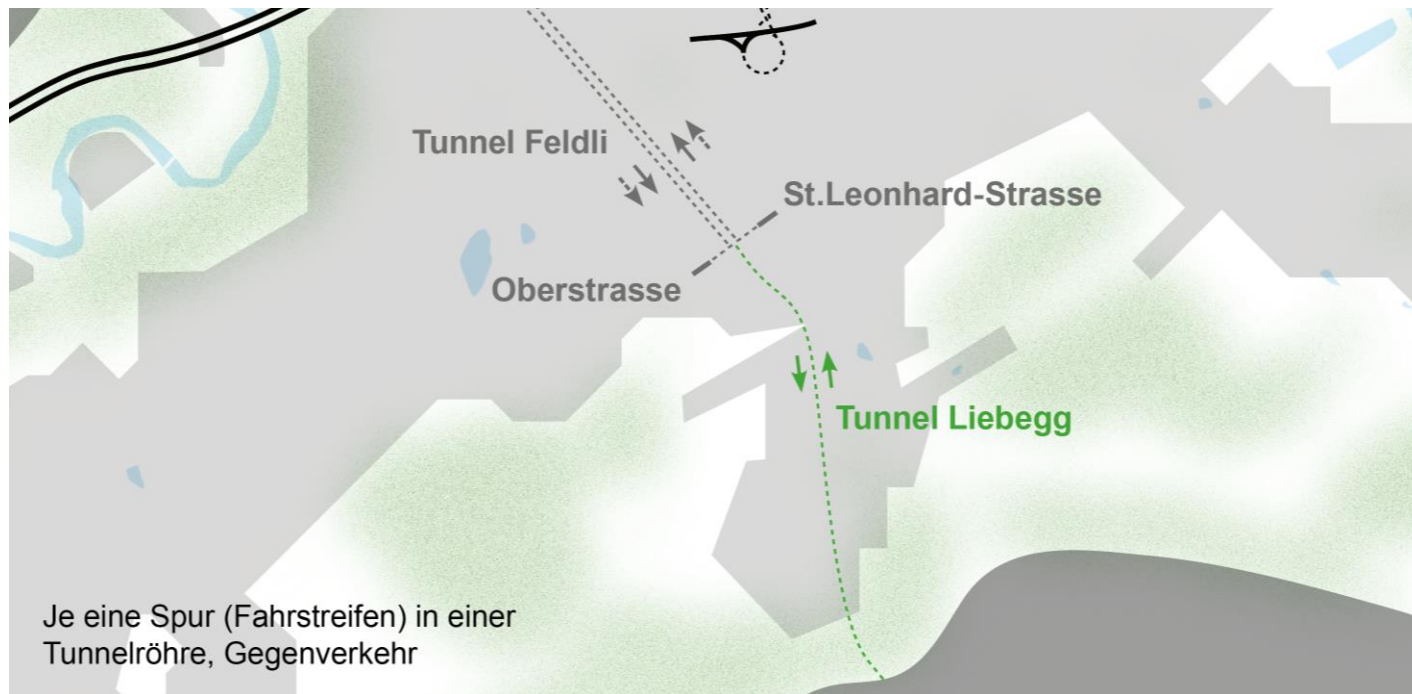 Tunnel Feldli
St.Leonhard-Strasse
Oberstrasse
Tunnel Liebegg
Je eine Spur (Fahrstreifen) in einer
Tunnelröhre, Gegenverkehr